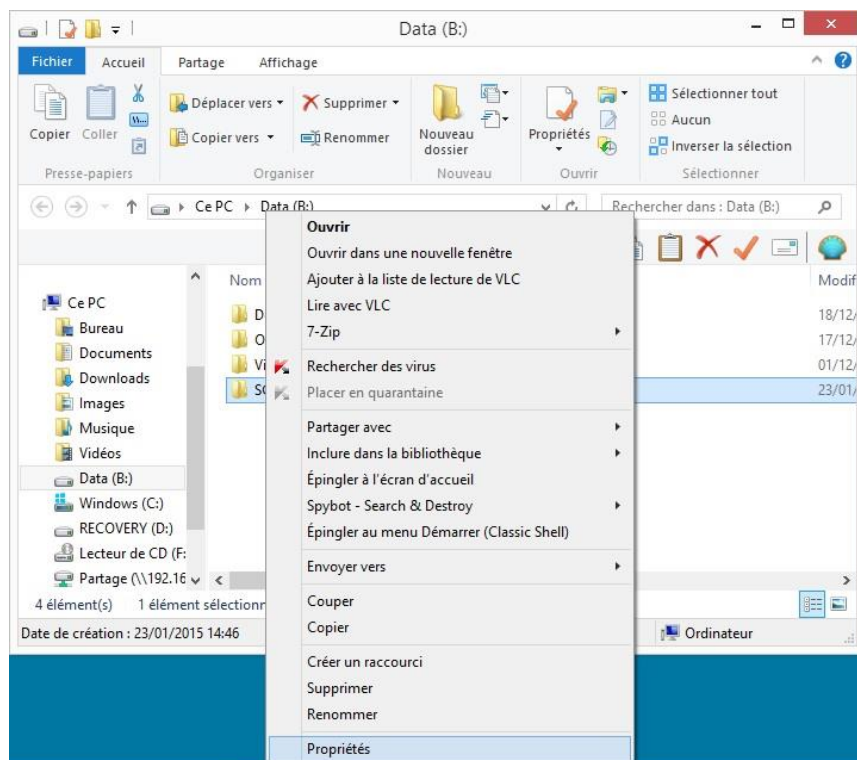 Data (B:)
Fichier Accueil Partage Affichage
Copier
Coller
Déplacer vers
Copier vers
Supprimer
Renommer
Nouveau
dossier
Propriétés
Sélectionner tout
Aucun
Inverser la sélection
Presse-papiers Organiser Nouveau Ouvrir Sélectionner
Ce PC Data (B:)
Rechercher dans : Data (B:)
Nom
Modif
Ce PC
Bureau
Documents
Downloads
Images
Musique
Vidéos
Data (B:)
Windows (C:)
RECOVERY (D:)
Lecteur de CD (F:
Partage (\\192.16
D
O
Vi
SC
18/12/
17/12/
01/12/
23/01/
Ouvrir
Ouvrir dans une nouvelle fenêtre
Ajouter à la liste de lecture de VLC
Lire avec VLC
7-Zip
Rechercher des virus
Placer en quarantaine
Partager avec
Inclure dans la bibliothèque
Épingler à l'écran d'accueil
Spybot - Search & Destroy
Épingler au menu Démarrer (Classic Shell)
Envoyer vers
Couper
Copier
Créer un raccourci
Supprimer
Renommer
Propriétés
4 élément(s) 1 élément sélectionn
Date de création : 23/01/2015 14:46
Ordinateur